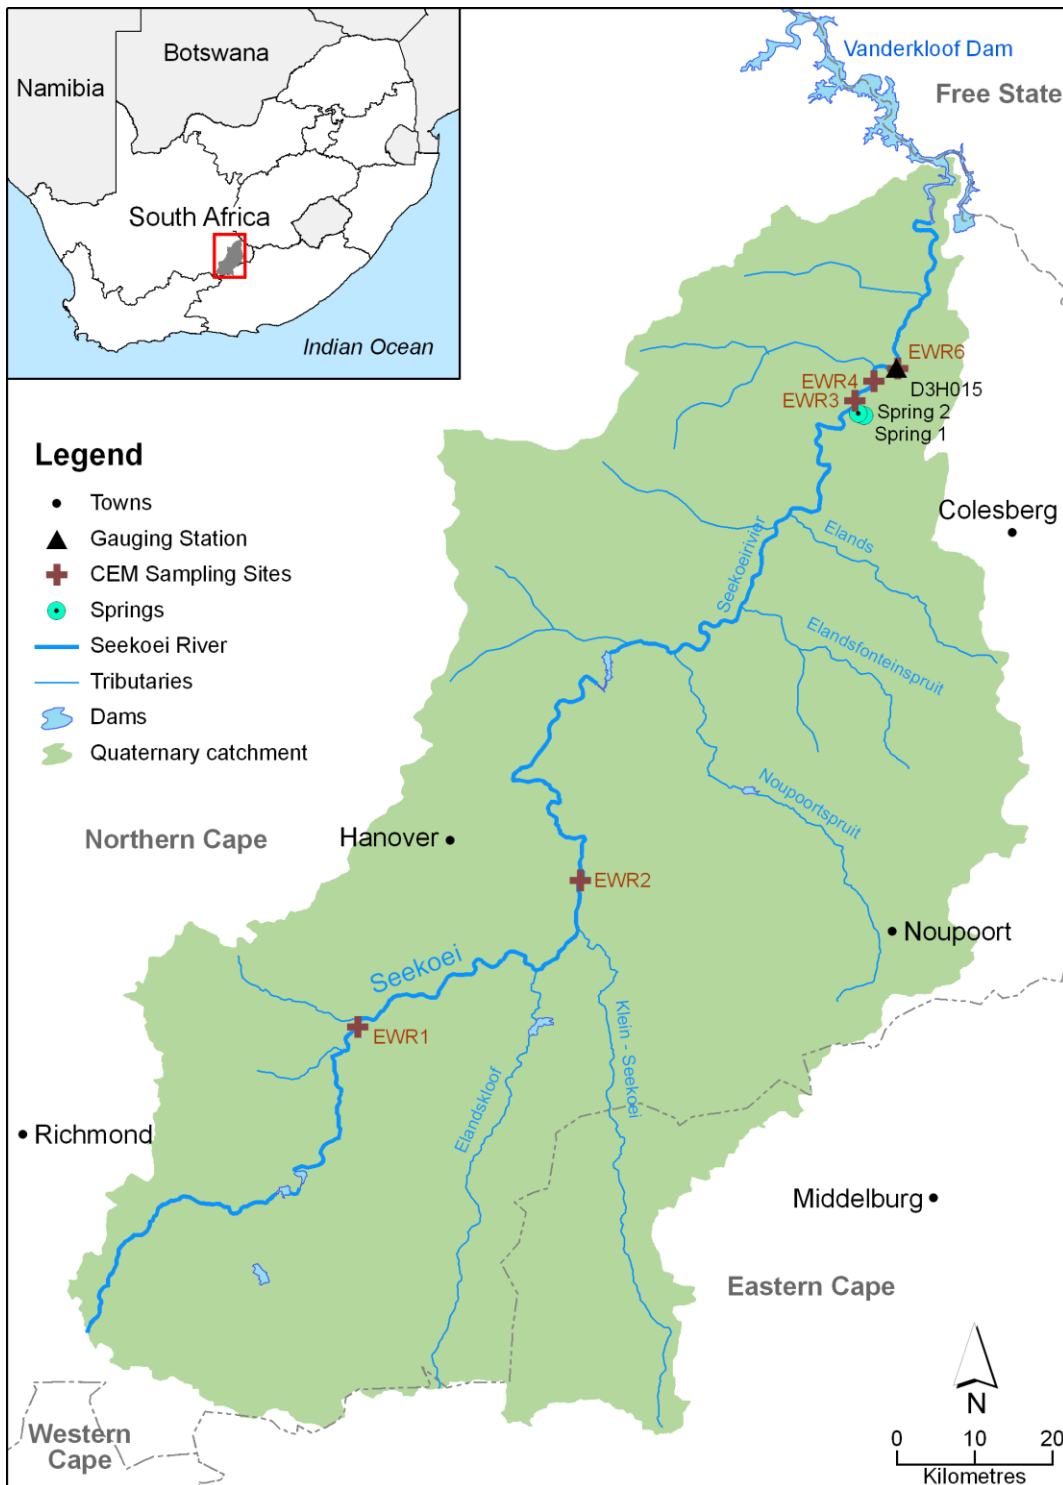 Botswana
Namibia
South Africa
Indian Ocean
Vanderkloof Dam
Free State
EWR6
EWR4
D3H015
EWR3
Spring 2
Spring 1
Legend
Towns
Gauging Station
CEM Sampling Sites
Springs
Seekoei River
Tributaries
Dams
Quaternary catchment
Colesberg
Seekoeirivier
Elands
Elandsfonteinspruit
Noupoortspruit
Northern Cape
Hanover
EWR2
Noupoort
Seekoei
EWR1
Klein - Seekoei
Elandskloof
Richmond
Middelburg
Eastern Cape
Western
Cape
N
0 10 20
Kilometres